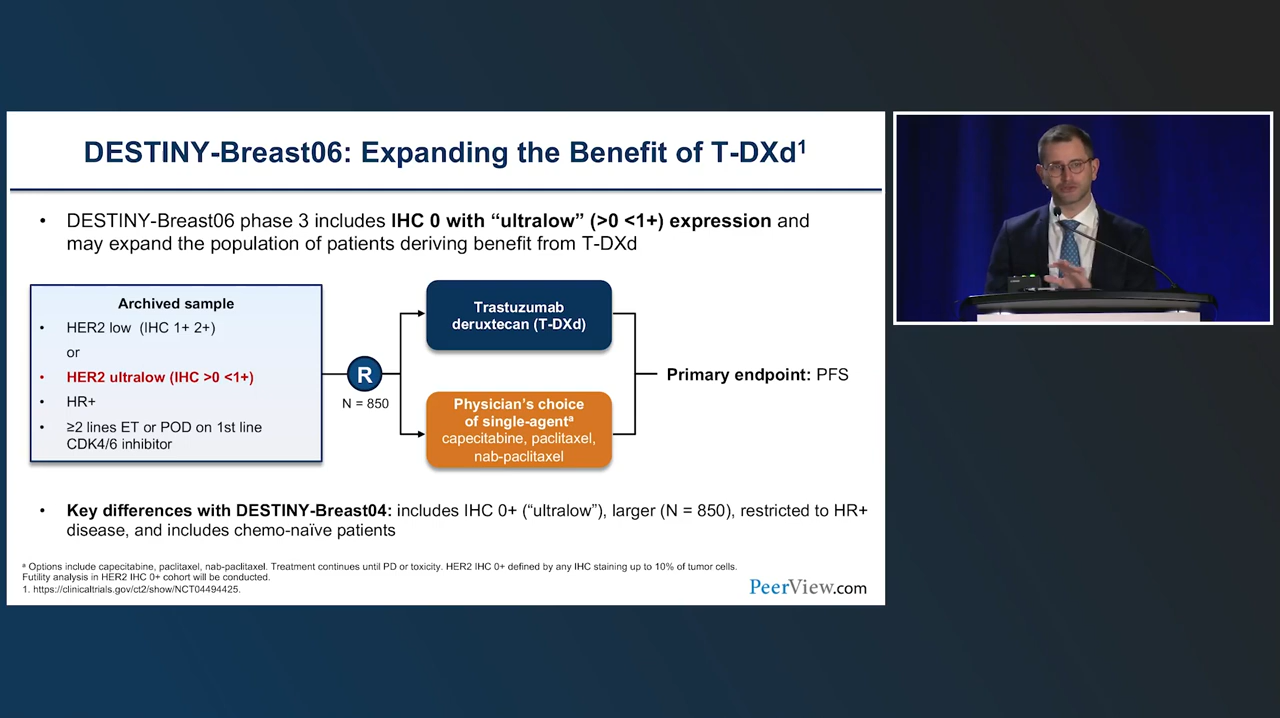 DESTINY-Breast06: Expanding the Benefit of T-DXd¹
• DESTINY-Breast06 phase 3 includes IHC 0 with “ultralow” (>0 <1+) expression and
may expand the population of patients deriving benefit from T-DXd
Archived sample
• HER2 low (IHC 1+ 2+)
or
• HER2 ultralow (IHC >0 <1+)
• HR+
• ≥2 lines ET or POD on 1st line
CDK4/6 inhibitor
R
N = 850
Trastuzumab
deruxtecan (T-DXd)
Physician’s choice
of single-agentᵃ
capecitabine, paclitaxel,
nab-paclitaxel
Primary endpoint: PFS
• Key differences with DESTINY-Breast04: includes IHC 0+ (“ultralow”), larger (N = 850), restricted to HR+
disease, and includes chemo-naïve patients
ᵃ Options include capecitabine, paclitaxel, nab-paclitaxel. Treatment continues until PD or toxicity. HER2 IHC 0+ defined by any IHC staining up to 10% of tumor cells.
Futility analysis in HER2 IHC 0+ cohort will be conducted.
1. https://clinicaltrials.gov/ct2/show/NCT04494425.
PeerView.com